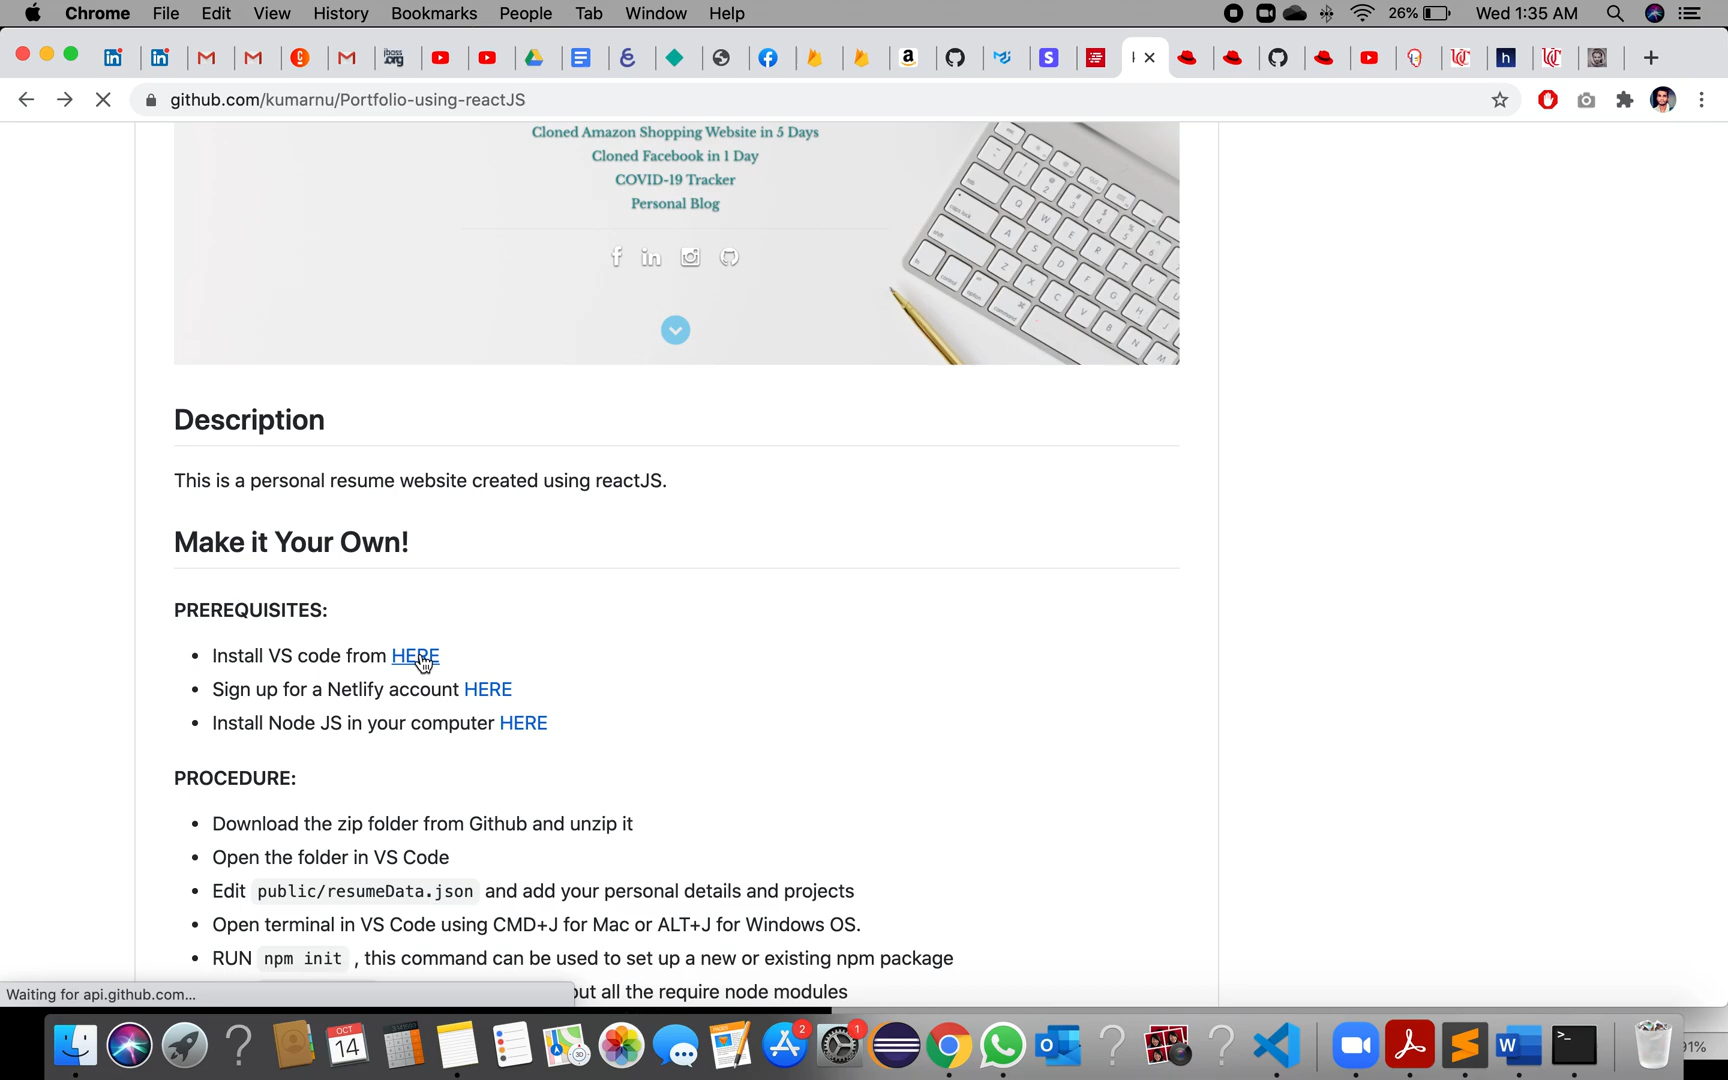 Chrome File Edit View History Bookmarks People Tab Window Help 26% Wed 1:35 AM
github.com/kumarnu/Portfolio-using-reactJS
Cloned Amazon Shopping Website in 5 Days
Cloned Facebook in 1 Day
COVID-19 Tracker
Personal Blog
Description
This is a personal resume website created using reactJS.
Make it Your Own!
PREREQUISITES:
• Install VS code from HERE
• Sign up for a Netlify account HERE
• Install Node JS in your computer HERE
PROCEDURE:
• Download the zip folder from Github and unzip it
• Open the folder in VS Code
• Edit public/resumeData.json and add your personal details and projects
• Open terminal in VS Code using CMD+J for Mac or ALT+J for Windows OS.
• RUN npm init , this command can be used to set up a new or existing npm package
Waiting for api.github.com...
put all the require node modules
OCT
14
2
1
91%